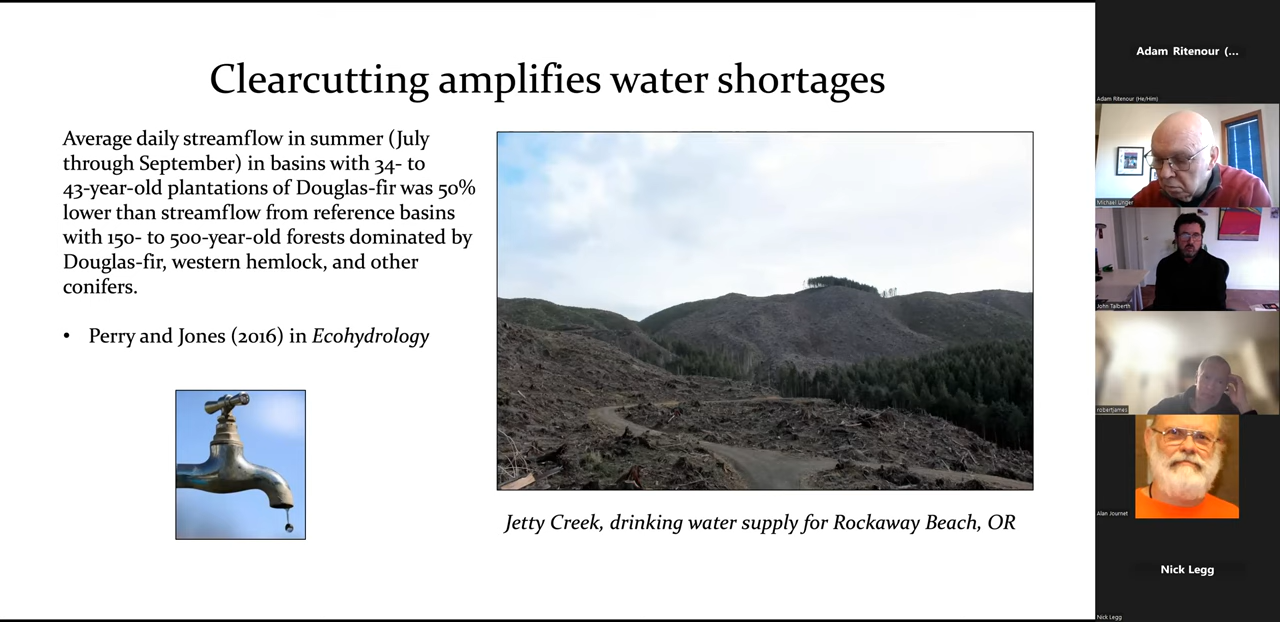 Clearcutting amplifies water shortages
Average daily streamflow in summer (July
through September) in basins with 34- to
43-year-old plantations of Douglas-fir was 50%
lower than streamflow from reference basins
with 150- to 500-year-old forests dominated by
Douglas-fir, western hemlock, and other
conifers.
• Perry and Jones (2016) in Ecohydrology
Jetty Creek, drinking water supply for Rockaway Beach, OR
Adam Ritenour (...
Adam Ritenour (He/Him)
Michael Unger
John Talberth
robertjames
Alan Journet
Nick Legg
Nick Legg